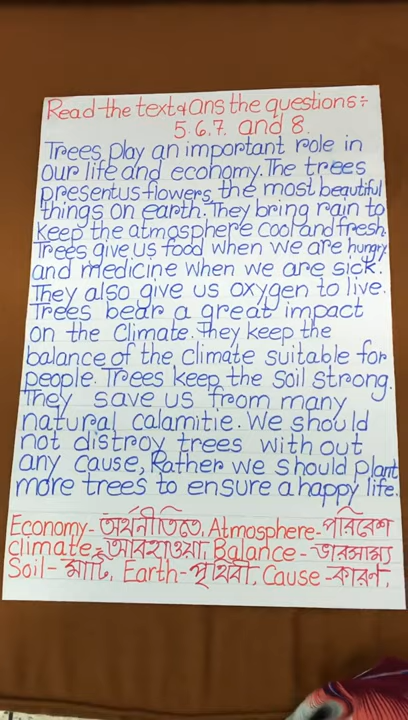 Read the text & ans the questions÷
5.6.7. and 8.
Trees play an important role in
our life and economy. The trees
present us flowers, the most beautiful
things on earth. They bring rain to
keep the atmosphere cool and fresh.
Trees give us food when we are hungry
and medicine when we are sick.
They also give us oxygen to live.
Trees bear a great impact
on the Climate. They keep the
balance of the climate suitable for
people. Trees keep the Soil strong.
They save us from many
natural calamitie. We should
not distroy trees with out
any cause, Rather we should plant
more trees to ensure a happy life.
Economy- অর্থনীতিতে, Atmosphere- পরিবেশ
climate- আবহাওয়া, Balance - ভারসাম্য
Soil - মাটি, Earth- পৃথিবী, Cause - কারণ,